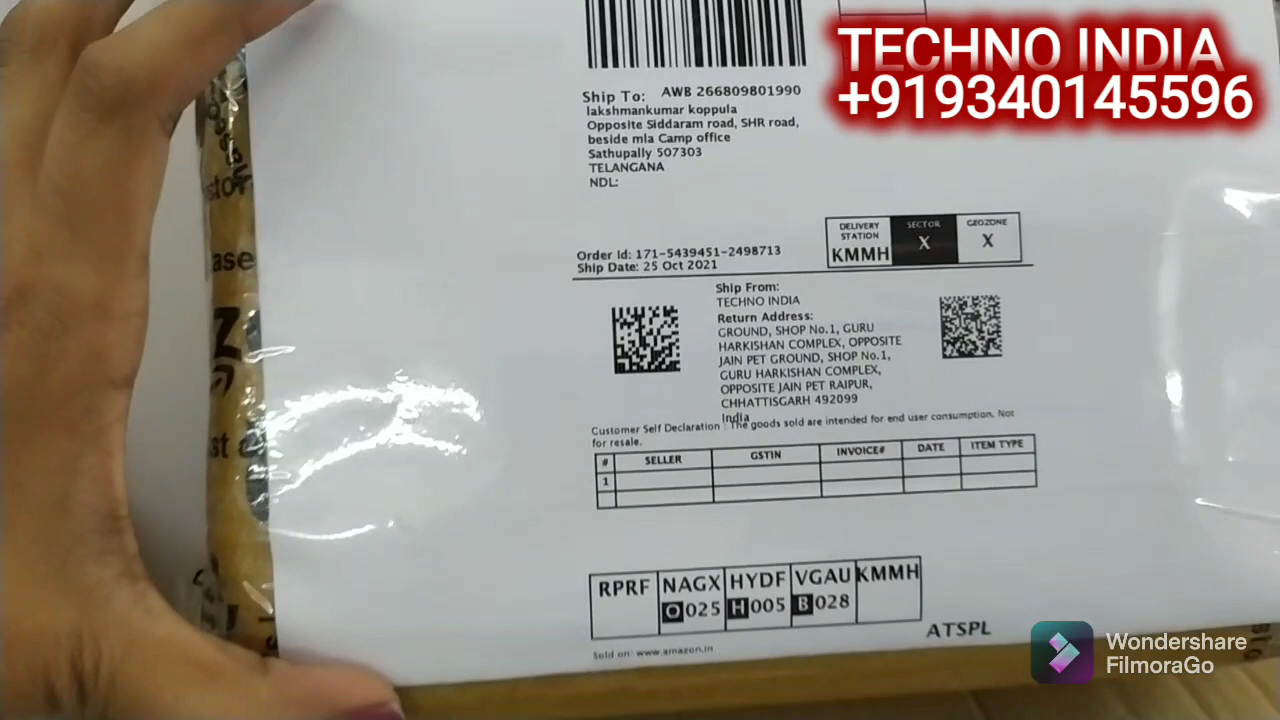 TECHNO INDIA
+919340145596
AWB 266809801990
Ship To:
lakshmankumar koppula
Opposite Siddaram road, SHR road,
beside mla Camp office
Sathupally 507303
TELANGANA
NDL:
DELIVERY STATION
KMMH
SECTOR
X
GEOZONE
X
Order Id: 171-5439451-2498713
Ship Date: 25 Oct 2021
Ship From:
TECHNO INDIA
Return Address:
GROUND, SHOP No.1, GURU
HARKISHAN COMPLEX, OPPOSITE
JAIN PET GROUND, SHOP No.1,
GURU HARKISHAN COMPLEX,
OPPOSITE JAIN PET RAIPUR,
CHHATTISGARH 492099
India
Customer Self Declaration : The goods sold are intended for end user consumption. Not
for resale.
# SELLER GSTIN INVOICE# DATE ITEM TYPE
1
RPRF NAGX HYDF VGAU KMMH
O025 H005 B028
ATSPL
Sold on: www.amazon.in
Wondershare
FilmoraGo